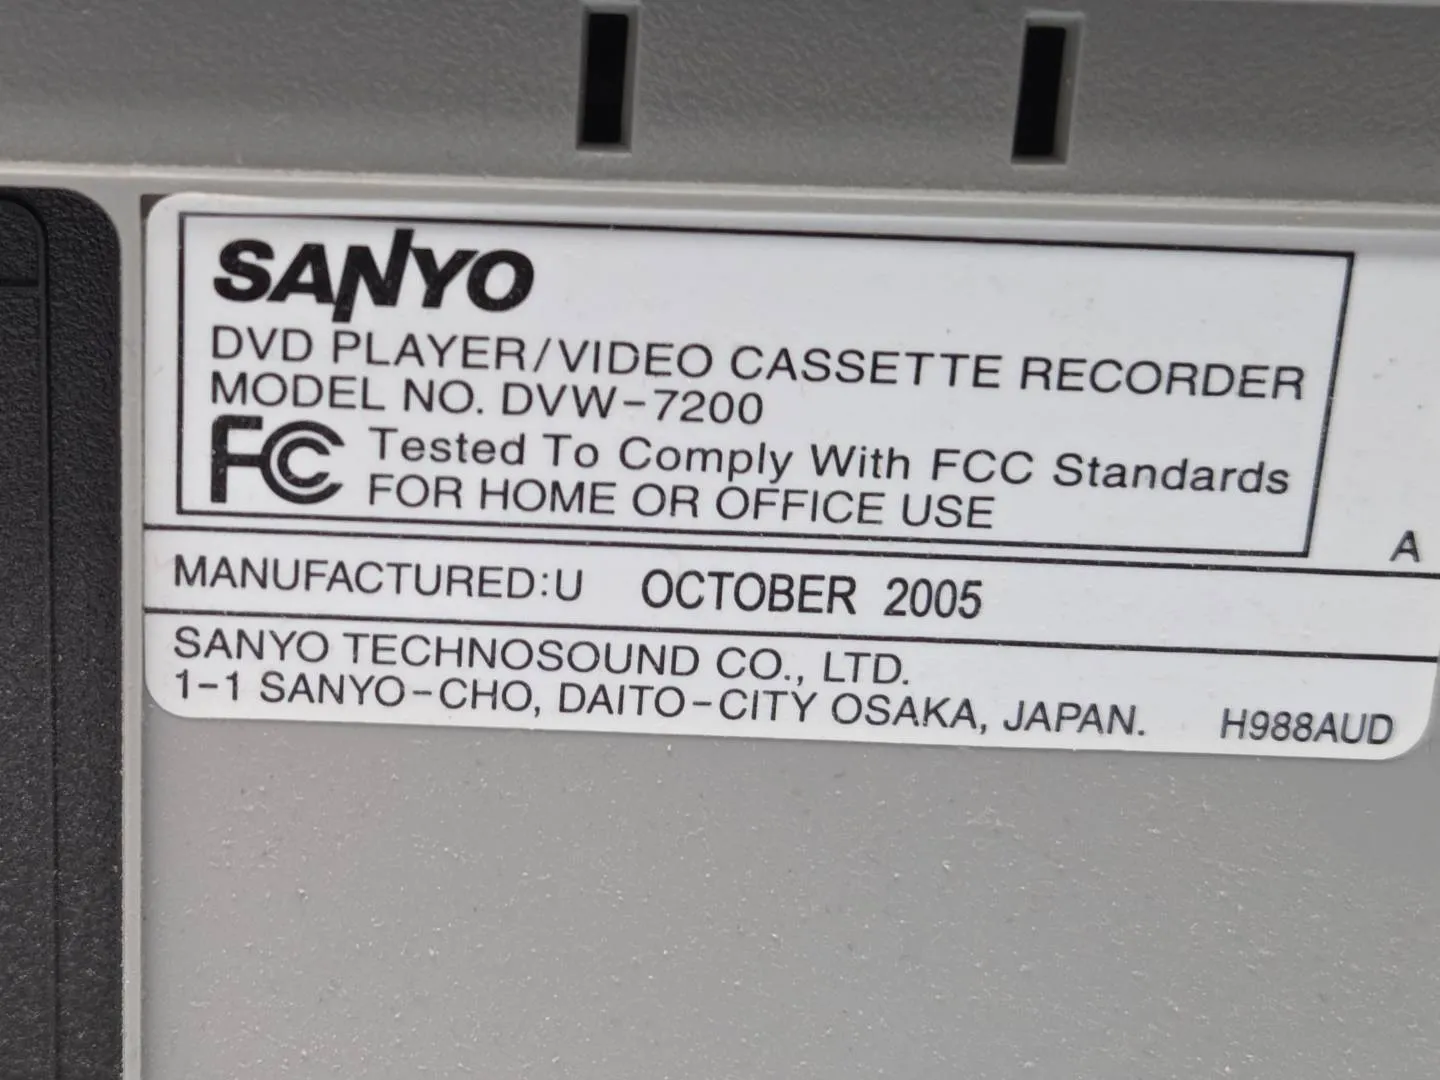 SANYO
DVD PLAYER/VIDEO CASSETTE RECORDER
MODEL NO. DVW-7200
FC Tested To Comply With FCC Standards
FOR HOME OR OFFICE USE
A
MANUFACTURED:U OCTOBER 2005
SANYO TECHNOSOUND CO., LTD.
1-1 SANYO-CHO, DAITO-CITY OSAKA, JAPAN. H988AUD